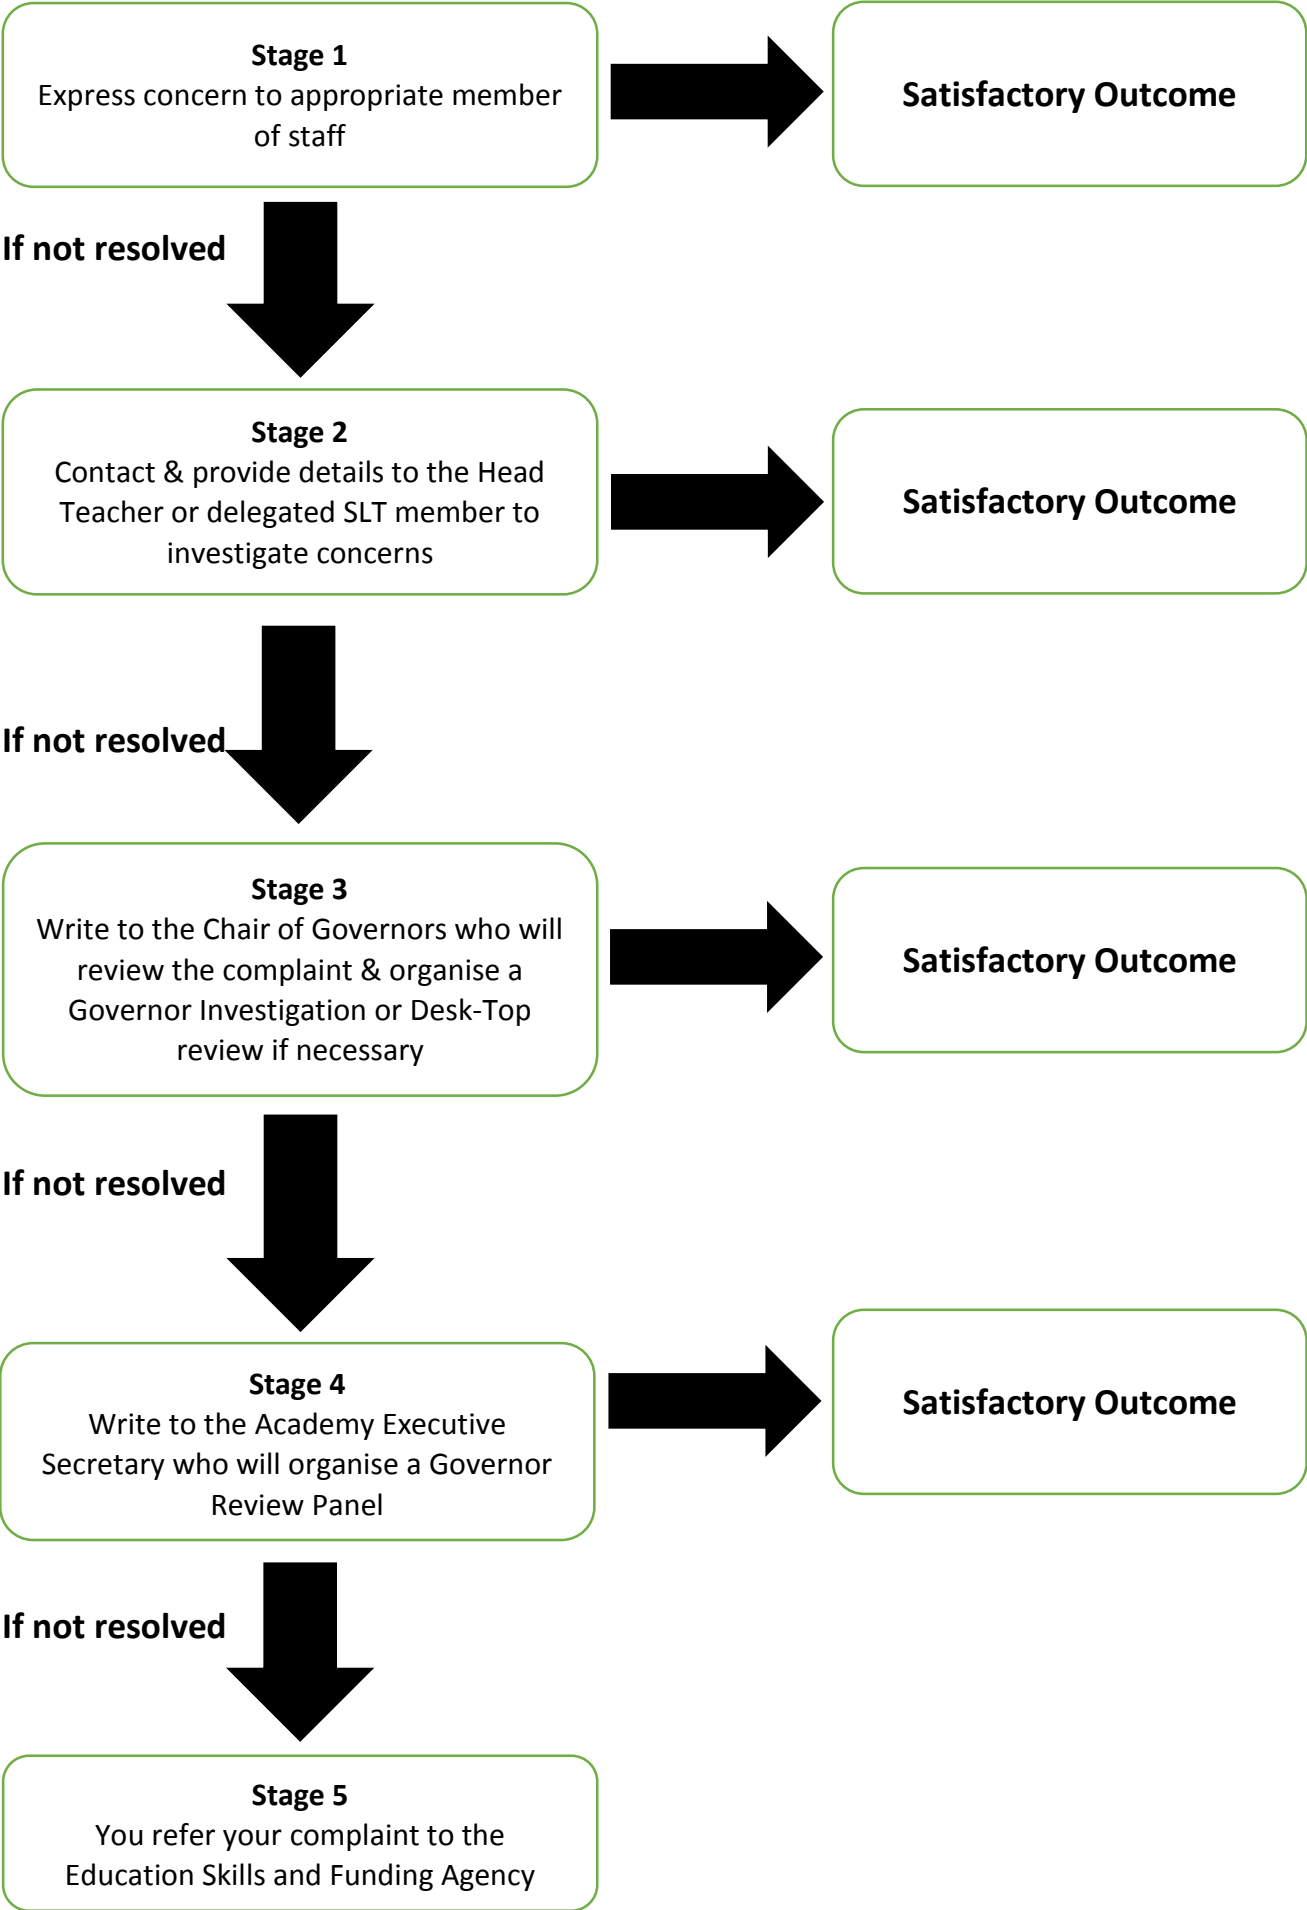 Stage 1
Express concern to appropriate member
of staff
Satisfactory Outcome
If not resolved
Stage 2
Contact & provide details to the Head
Teacher or delegated SLT member to
investigate concerns
Satisfactory Outcome
If not resolved
Stage 3
Write to the Chair of Governors who will
review the complaint & organise a
Governor Investigation or Desk-Top
review if necessary
Satisfactory Outcome
If not resolved
Stage 4
Write to the Academy Executive
Secretary who will organise a Governor
Review Panel
Satisfactory Outcome
If not resolved
Stage 5
You refer your complaint to the
Education Skills and Funding Agency